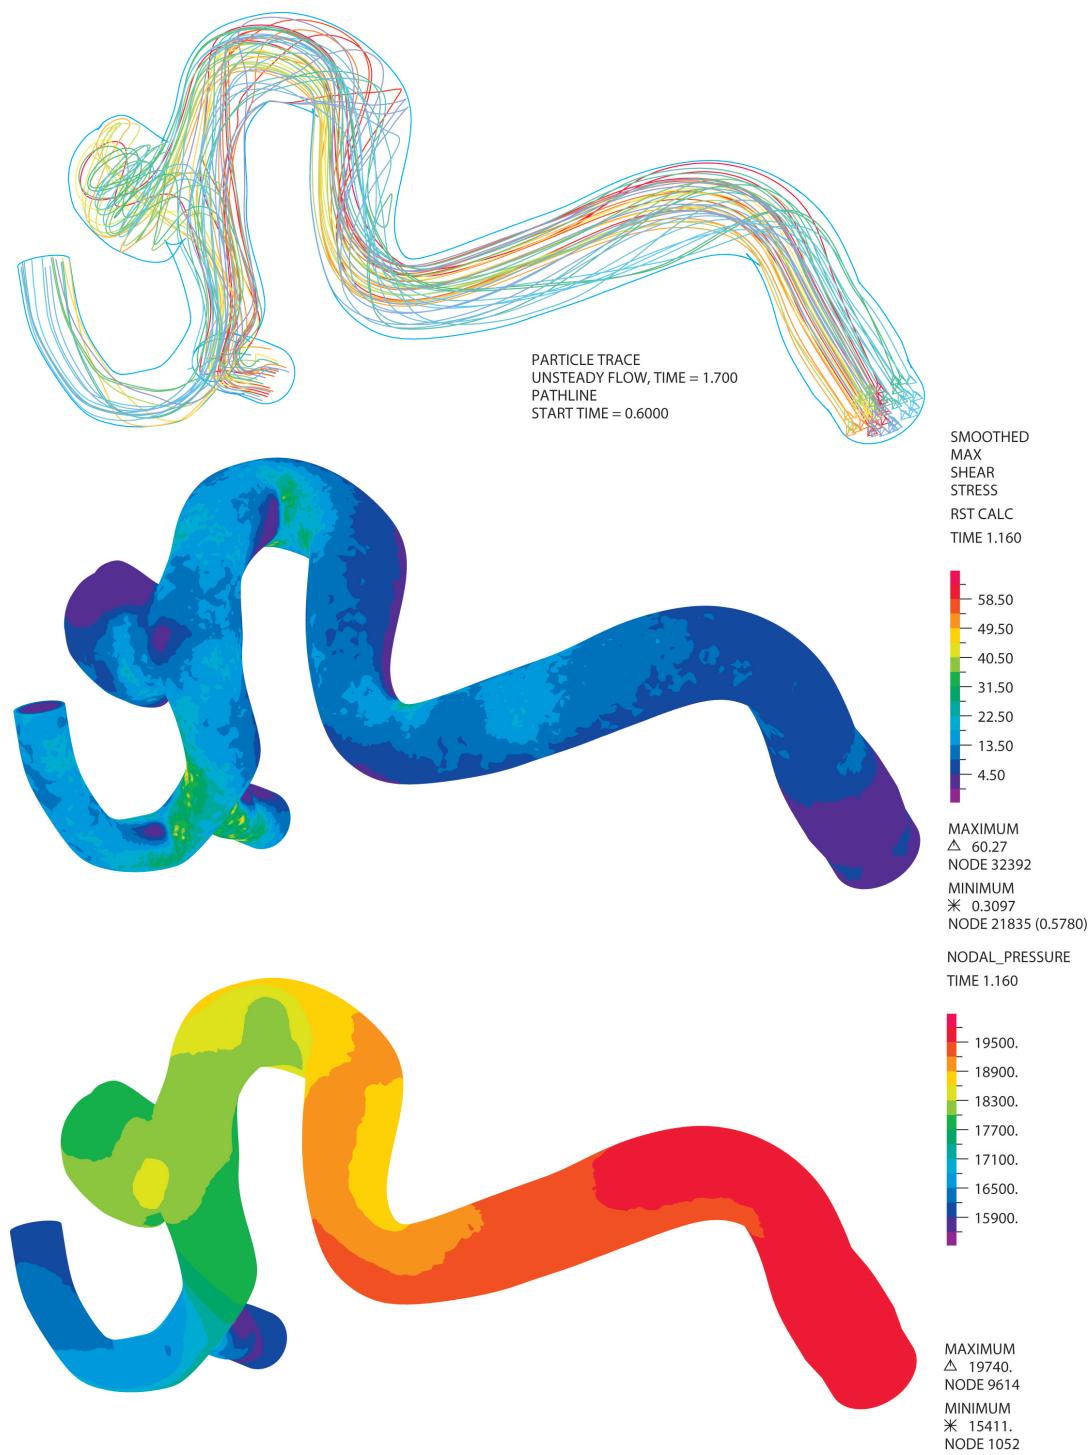 PARTICLE TRACE
UNSTEADY FLOW, TIME = 1.700
PATHLINE
START TIME = 0.6000
SMOOTHED
MAX
SHEAR
STRESS
RST CALC
TIME 1.160
58.50
49.50
40.50
31.50
22.50
13.50
4.50
MAXIMUM
△ 60.27
NODE 32392
MINIMUM
✳ 0.3097
NODE 21835 (0.5780)
NODAL_PRESSURE
TIME 1.160
19500.
18900.
18300.
17700.
17100.
16500.
15900.
MAXIMUM
△ 19740.
NODE 9614
MINIMUM
✳ 15411.
NODE 1052